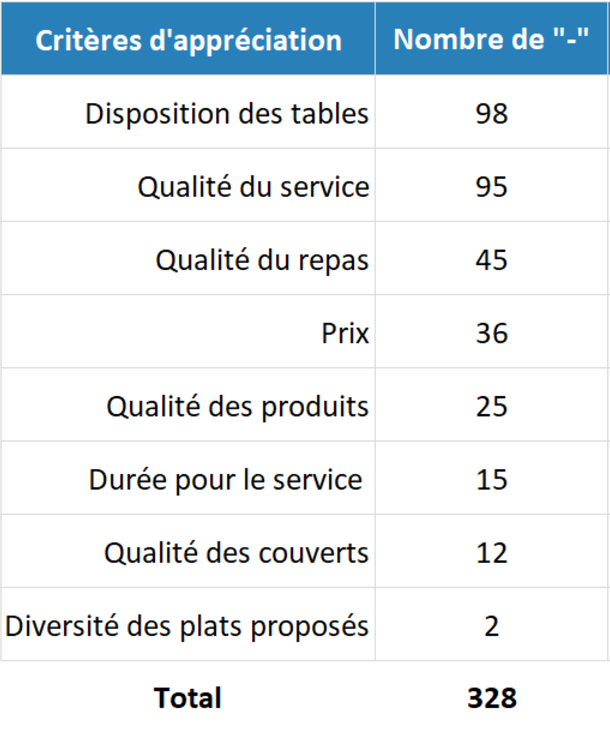 Critères d'appréciation Nombre de "-"
Disposition des tables 98
Qualité du service 95
Qualité du repas 45
Prix 36
Qualité des produits 25
Durée pour le service 15
Qualité des couverts 12
Diversité des plats proposés 2
Total 328